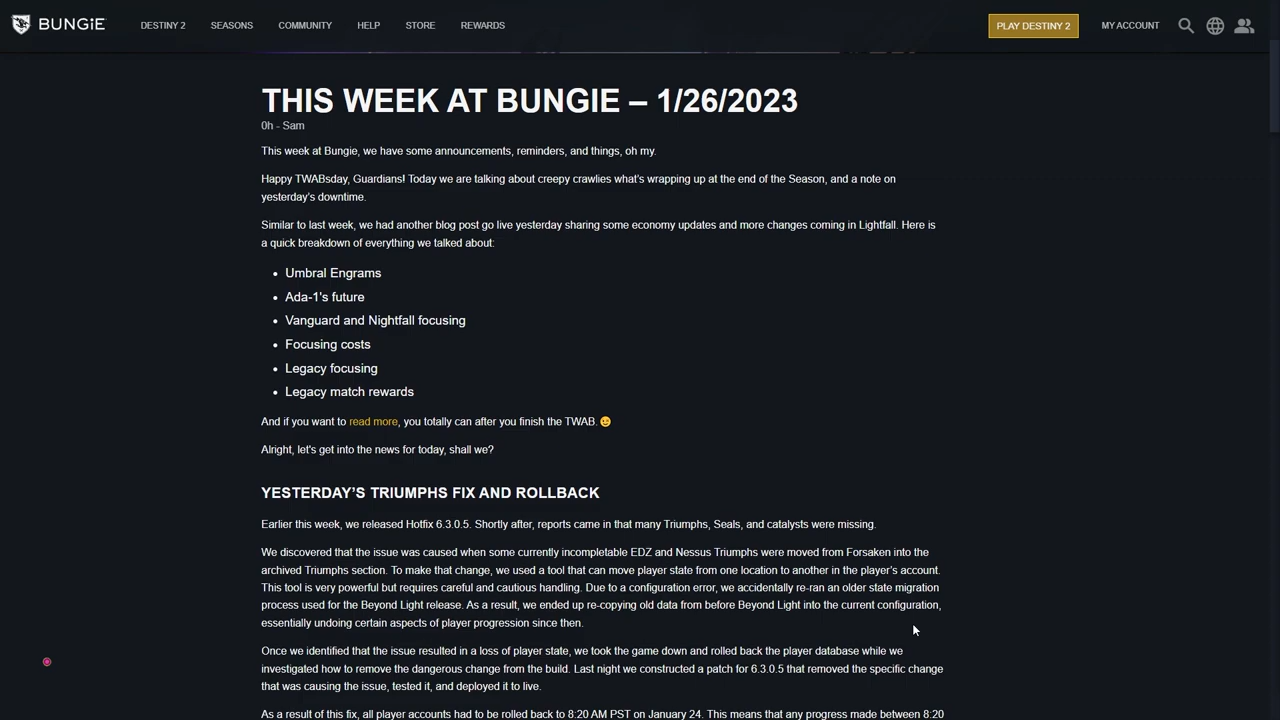 BUNGiE DESTINY 2 SEASONS COMMUNITY HELP STORE REWARDS PLAY DESTINY 2 MY ACCOUNT
THIS WEEK AT BUNGIE – 1/26/2023
0h - Sam
This week at Bungie, we have some announcements, reminders, and things, oh my.
Happy TWABsday, Guardians! Today we are talking about creepy crawlies what's wrapping up at the end of the Season, and a note on
yesterday's downtime.
Similar to last week, we had another blog post go live yesterday sharing some economy updates and more changes coming in Lightfall. Here is
a quick breakdown of everything we talked about:
• Umbral Engrams
• Ada-1's future
• Vanguard and Nightfall focusing
• Focusing costs
• Legacy focusing
• Legacy match rewards
And if you want to read more, you totally can after you finish the TWAB. 😉
Alright, let's get into the news for today, shall we?
YESTERDAY'S TRIUMPHS FIX AND ROLLBACK
Earlier this week, we released Hotfix 6.3.0.5. Shortly after, reports came in that many Triumphs, Seals, and catalysts were missing.
We discovered that the issue was caused when some currently incompletable EDZ and Nessus Triumphs were moved from Forsaken into the
archived Triumphs section. To make that change, we used a tool that can move player state from one location to another in the player's account.
This tool is very powerful but requires careful and cautious handling. Due to a configuration error, we accidentally re-ran an older state migration
process used for the Beyond Light release. As a result, we ended up re-copying old data from before Beyond Light into the current configuration,
essentially undoing certain aspects of player progression since then.
Once we identified that the issue resulted in a loss of player state, we took the game down and rolled back the player database while we
investigated how to remove the dangerous change from the build. Last night we constructed a patch for 6.3.0.5 that removed the specific change
that was causing the issue, tested it, and deployed it to live.
As a result of this fix, all player accounts had to be rolled back to 8:20 AM PST on January 24. This means that any progress made between 8:20